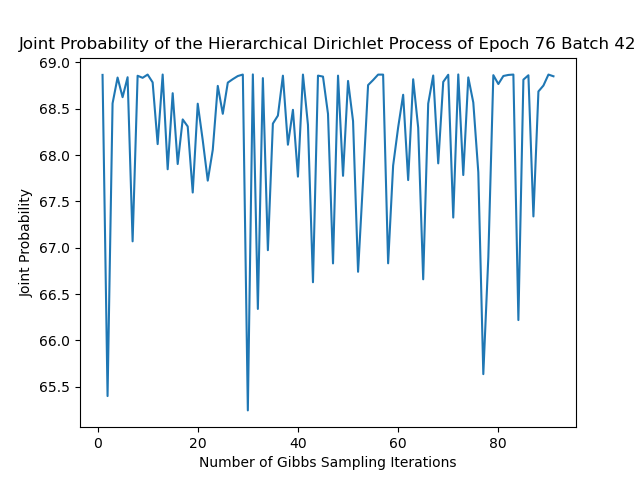 Joint Probability of the Hierarchical Dirichlet Process of Epoch 76 Batch 42
69.0
68.5
68.0
67.5
67.0
66.5
66.0
65.5
Joint Probability
0 20 40 60 80
Number of Gibbs Sampling Iterations